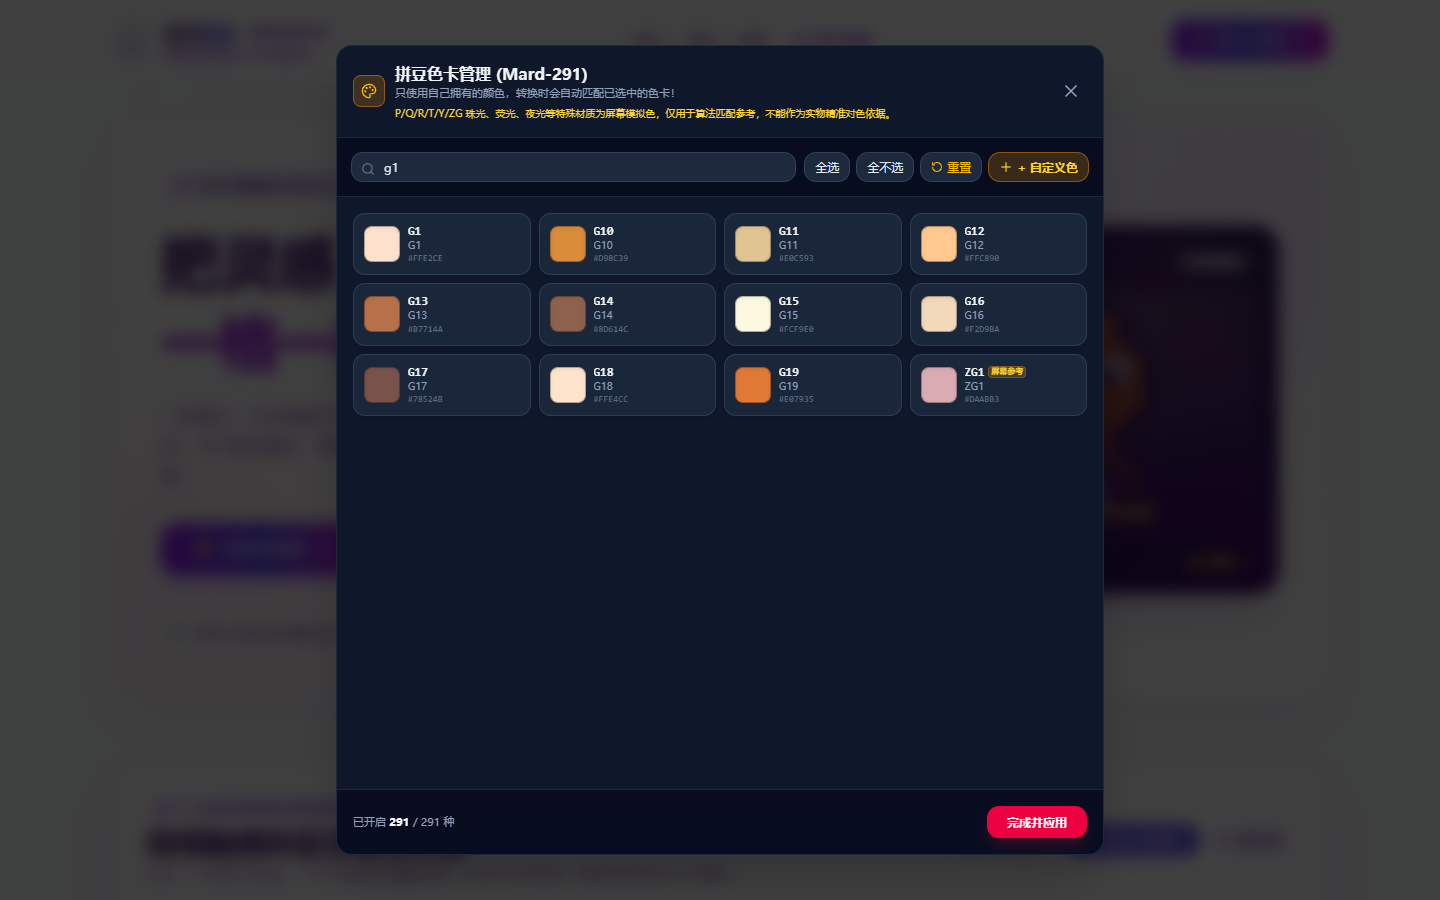 拼豆色卡管理 (Mard-291)
只使用自己拥有的颜色，转换时会自动匹配已选中的色卡！
P/Q/R/T/Y/ZG 珠光、荧光、夜光等特殊材质为屏幕模拟色，仅用于算法匹配参考，不能作为实物精准对色依据。
g1
全选
全不选
重置
+ 自定义色
G1
G1
#FFE2CE
G10
G10
#D98C39
G11
G11
#E0C593
G12
G12
#FFC890
G13
G13
#B7714A
G14
G14
#8D614C
G15
G15
#FCF9E0
G16
G16
#F2D9BA
G17
G17
#78524B
G18
G18
#FFE4CC
G19
G19
#E07935
ZG1 屏幕参考
ZG1
#DAABB3
已开启 291 / 291 种
完成并应用